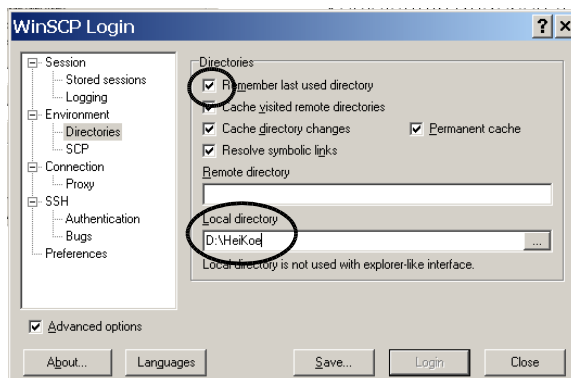 WinSCP Login
Session
Stored sessions
Logging
Environment
Directories
SCP
Connection
Proxy
SSH
Authentication
Bugs
Preferences
Directories
Remember last used directory
Cache visited remote directories
Cache directory changes
Permanent cache
Resolve symbolic links
Remote directory
Local directory
D:\HeiKoe
...
Local directory is not used with explorer-like interface.
Advanced options
About...
Languages
Save...
Login
Close